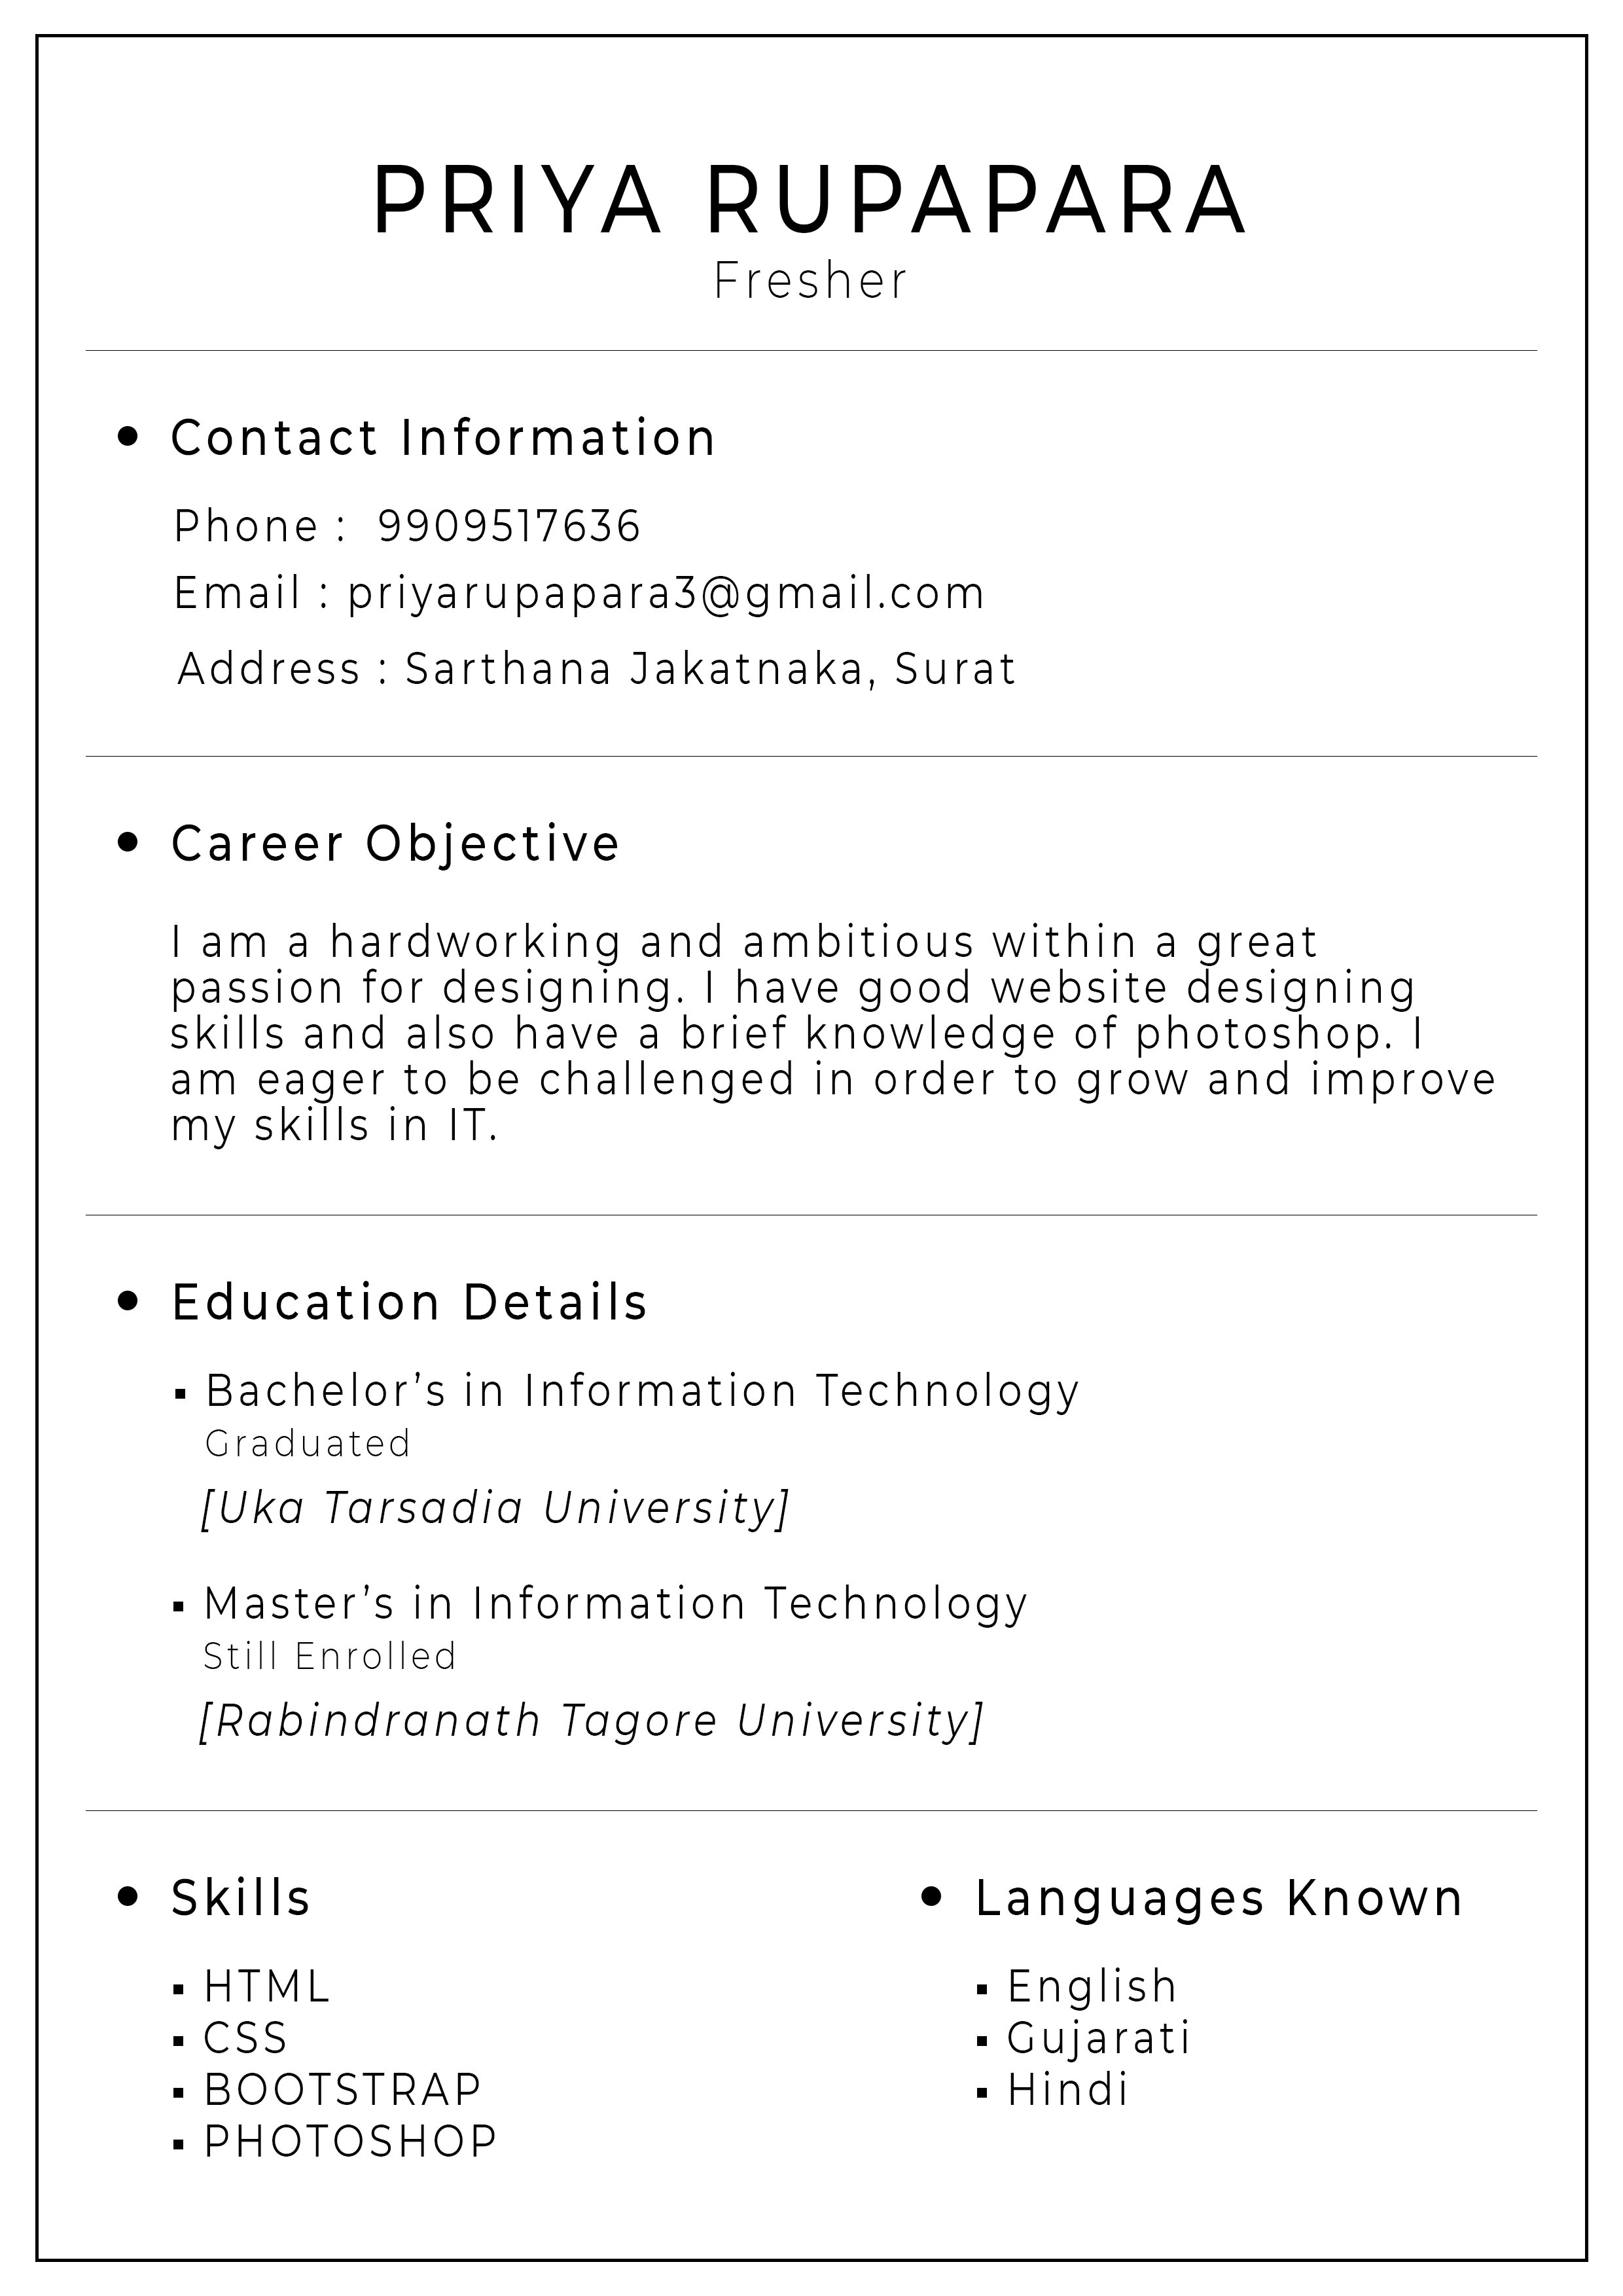 PRIYA RUPAPARA
Fresher
Contact Information
Phone :  9909517636
Email : priyarupapara3@gmail.com
Address : Sarthana Jakatnaka, Surat
Career Objective
I am a hardworking and ambitious within a great
passion for designing. I have good website designing
skills and also have a brief knowledge of photoshop. I
am eager to be challenged in order to grow and improve
my skills in IT.
Education Details
▪ Bachelor’s in Information Technology
Graduated
[Uka Tarsadia University]
▪ Master’s in Information Technology
Still Enrolled
[Rabindranath Tagore University]
Skills
▪ HTML
▪ CSS
▪ BOOTSTRAP
▪ PHOTOSHOP
Languages Known
▪ English
▪ Gujarati
▪ Hindi